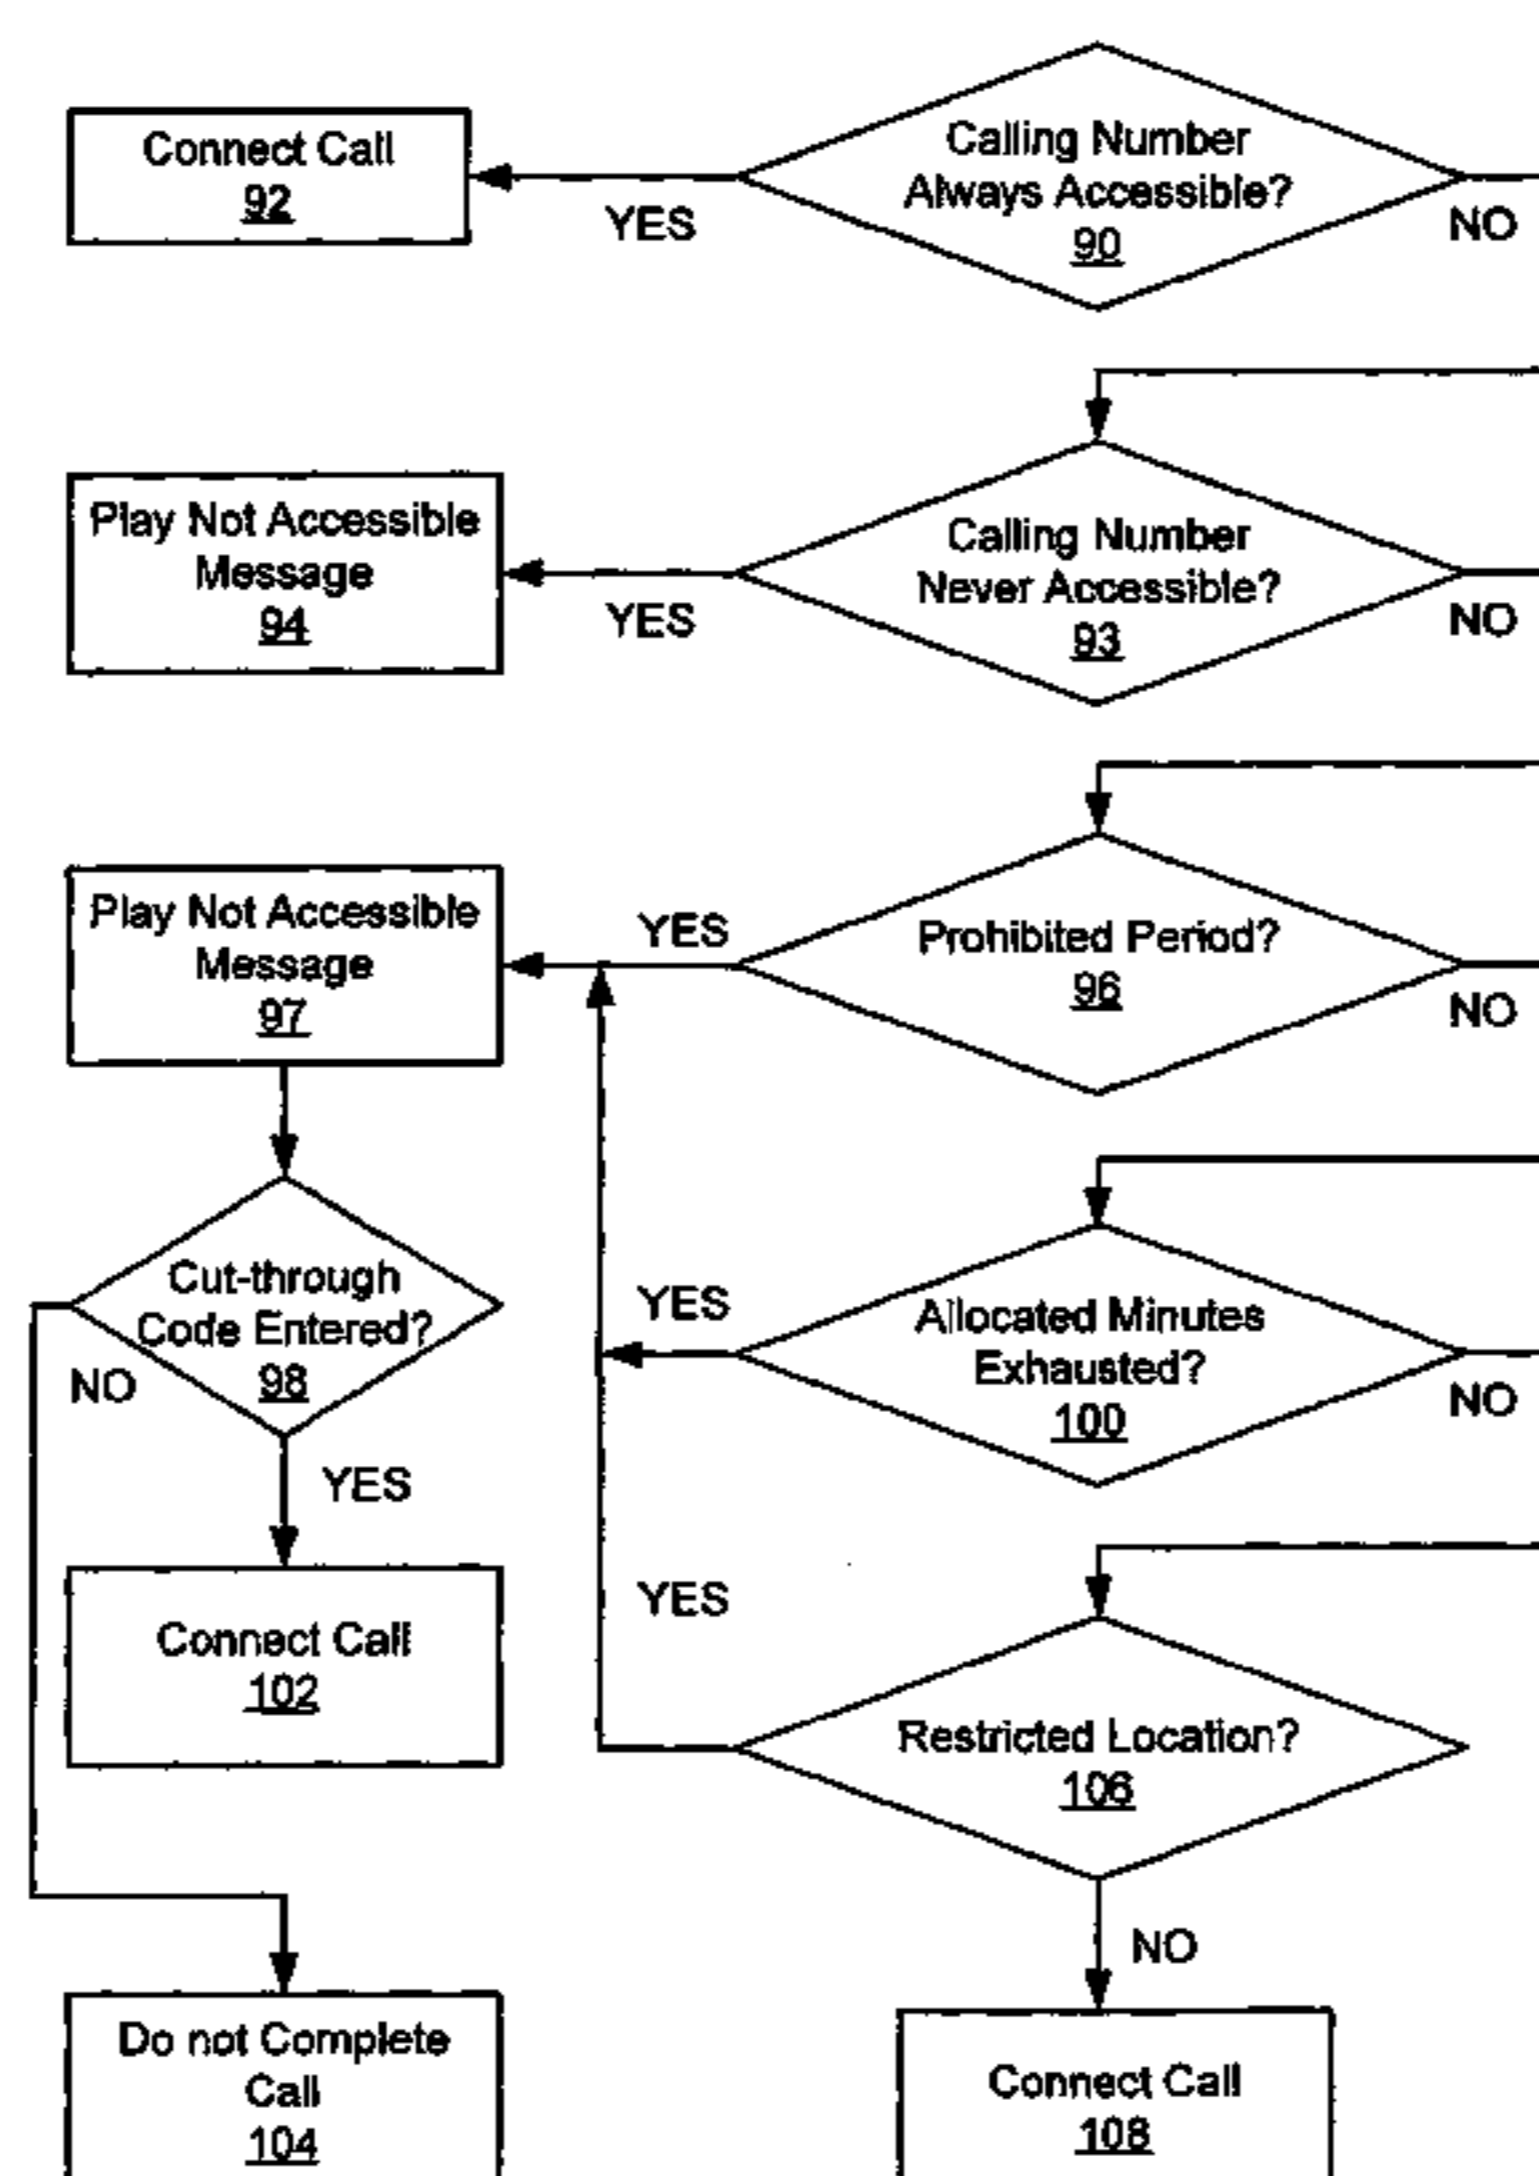 Connect Call
92
YES
Calling Number
Always Accessible?
90
NO
Play Not Accessible
Message
94
YES
Calling Number
Never Accessible?
93
NO
Play Not Accessible
Message
97
YES
Prohibited Period?
96
NO
Cut-through
Code Entered?
98
NO
YES
YES
Allocated Minutes
Exhausted?
100
NO
Connect Call
102
YES
Restricted Location?
106
NO
Do not Complete
Call
104
Connect Call
108